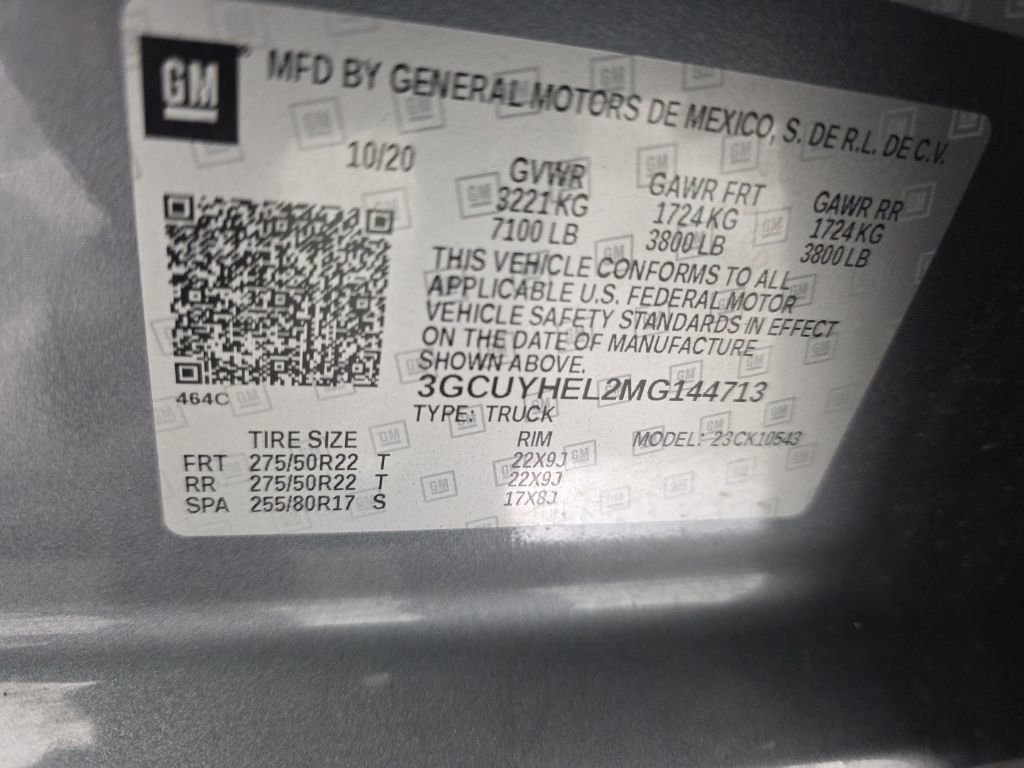 GM MFD BY GENERAL MOTORS DE MEXICO, S. DE R.L. DE C.V.
10/20
GVWR GAWR FRT GAWR RR
3221 KG 1724 KG 1724 KG
7100 LB 3800 LB 3800 LB
THIS VEHICLE CONFORMS TO ALL
APPLICABLE U.S. FEDERAL MOTOR
VEHICLE SAFETY STANDARDS IN EFFECT
ON THE DATE OF MANUFACTURE
SHOWN ABOVE.
3GCUYHEL2MG144713
464C
TYPE: TRUCK
TIRE SIZE RIM MODEL: 23CK10543
FRT 275/50R22 T 22X9J
RR 275/50R22 T 22X9J
SPA 255/80R17 S 17X8J